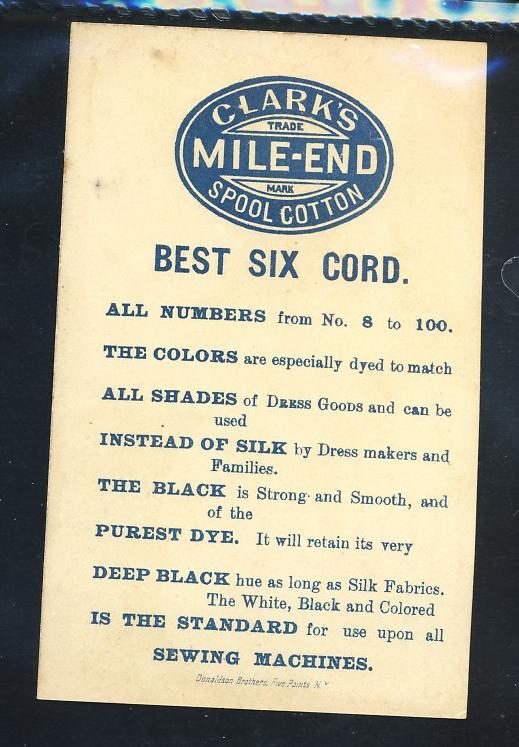 CLARK'S
TRADE
MILE-END
MARK
SPOOL COTTON
BEST SIX CORD.
ALL NUMBERS from No. 8 to 100.
THE COLORS are especially dyed to match
ALL SHADES of DRESS GOODS and can be
used
INSTEAD OF SILK by Dress makers and
Families.
THE BLACK is Strong and Smooth, and
of the
PUREST DYE. It will retain its very
DEEP BLACK hue as long as Silk Fabrics.
The White, Black and Colored
IS THE STANDARD for use upon all
SEWING MACHINES.
Donaldson Brothers, Five Points N.Y